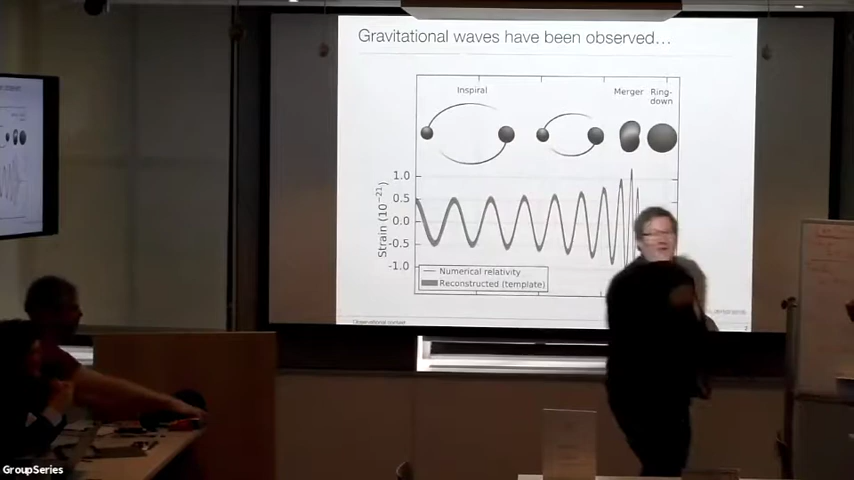 Gravitational waves have been observed...
Inspiral
Merger Ring-
down
1.0
0.5
0.0
-0.5
-1.0
Strain (10⁻²¹)
Numerical relativity
Reconstructed (template)
GroupSeries